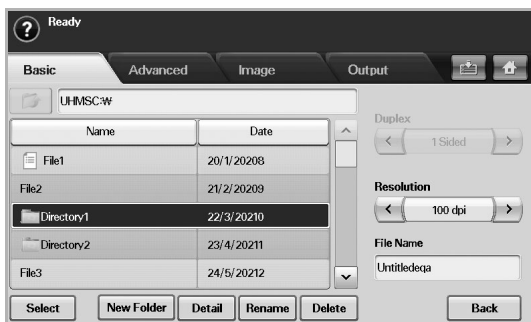 Ready
Basic Advanced Image Output
UHMSC:₩
Name Date
File1 20/1/20208
File2 21/2/20209
Directory1 22/3/20210
Directory2 23/4/20211
File3 24/5/20212
Duplex
1 Sided
Resolution
100 dpi
File Name
Untitledeqa
Select New Folder Detail Rename Delete Back